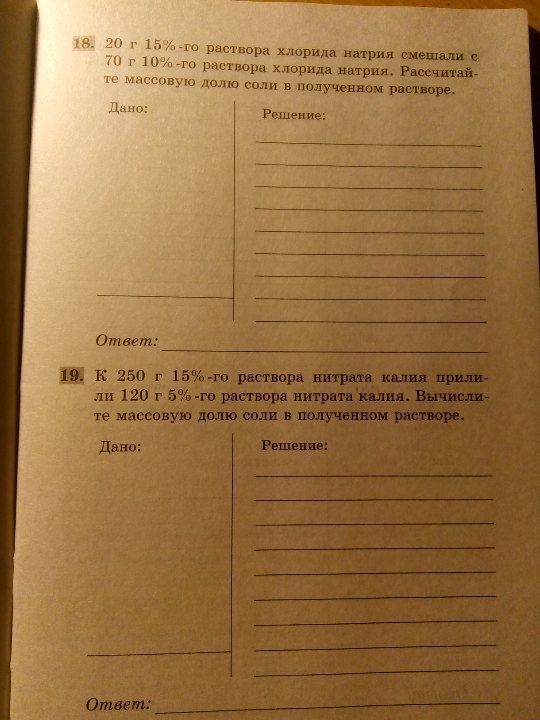 18. 20 г 15%-го раствора хлорида натрия смешали с
70 г 10%-го раствора хлорида натрия. Рассчитай-
те массовую долю соли в полученном растворе.
Дано:
Решение:
Ответ:
19. К 250 г 15%-го раствора нитрата калия прили-
ли 120 г 5%-го раствора нитрата калия. Вычисли-
те массовую долю соли в полученном растворе.
Дано:
Решение:
Ответ: